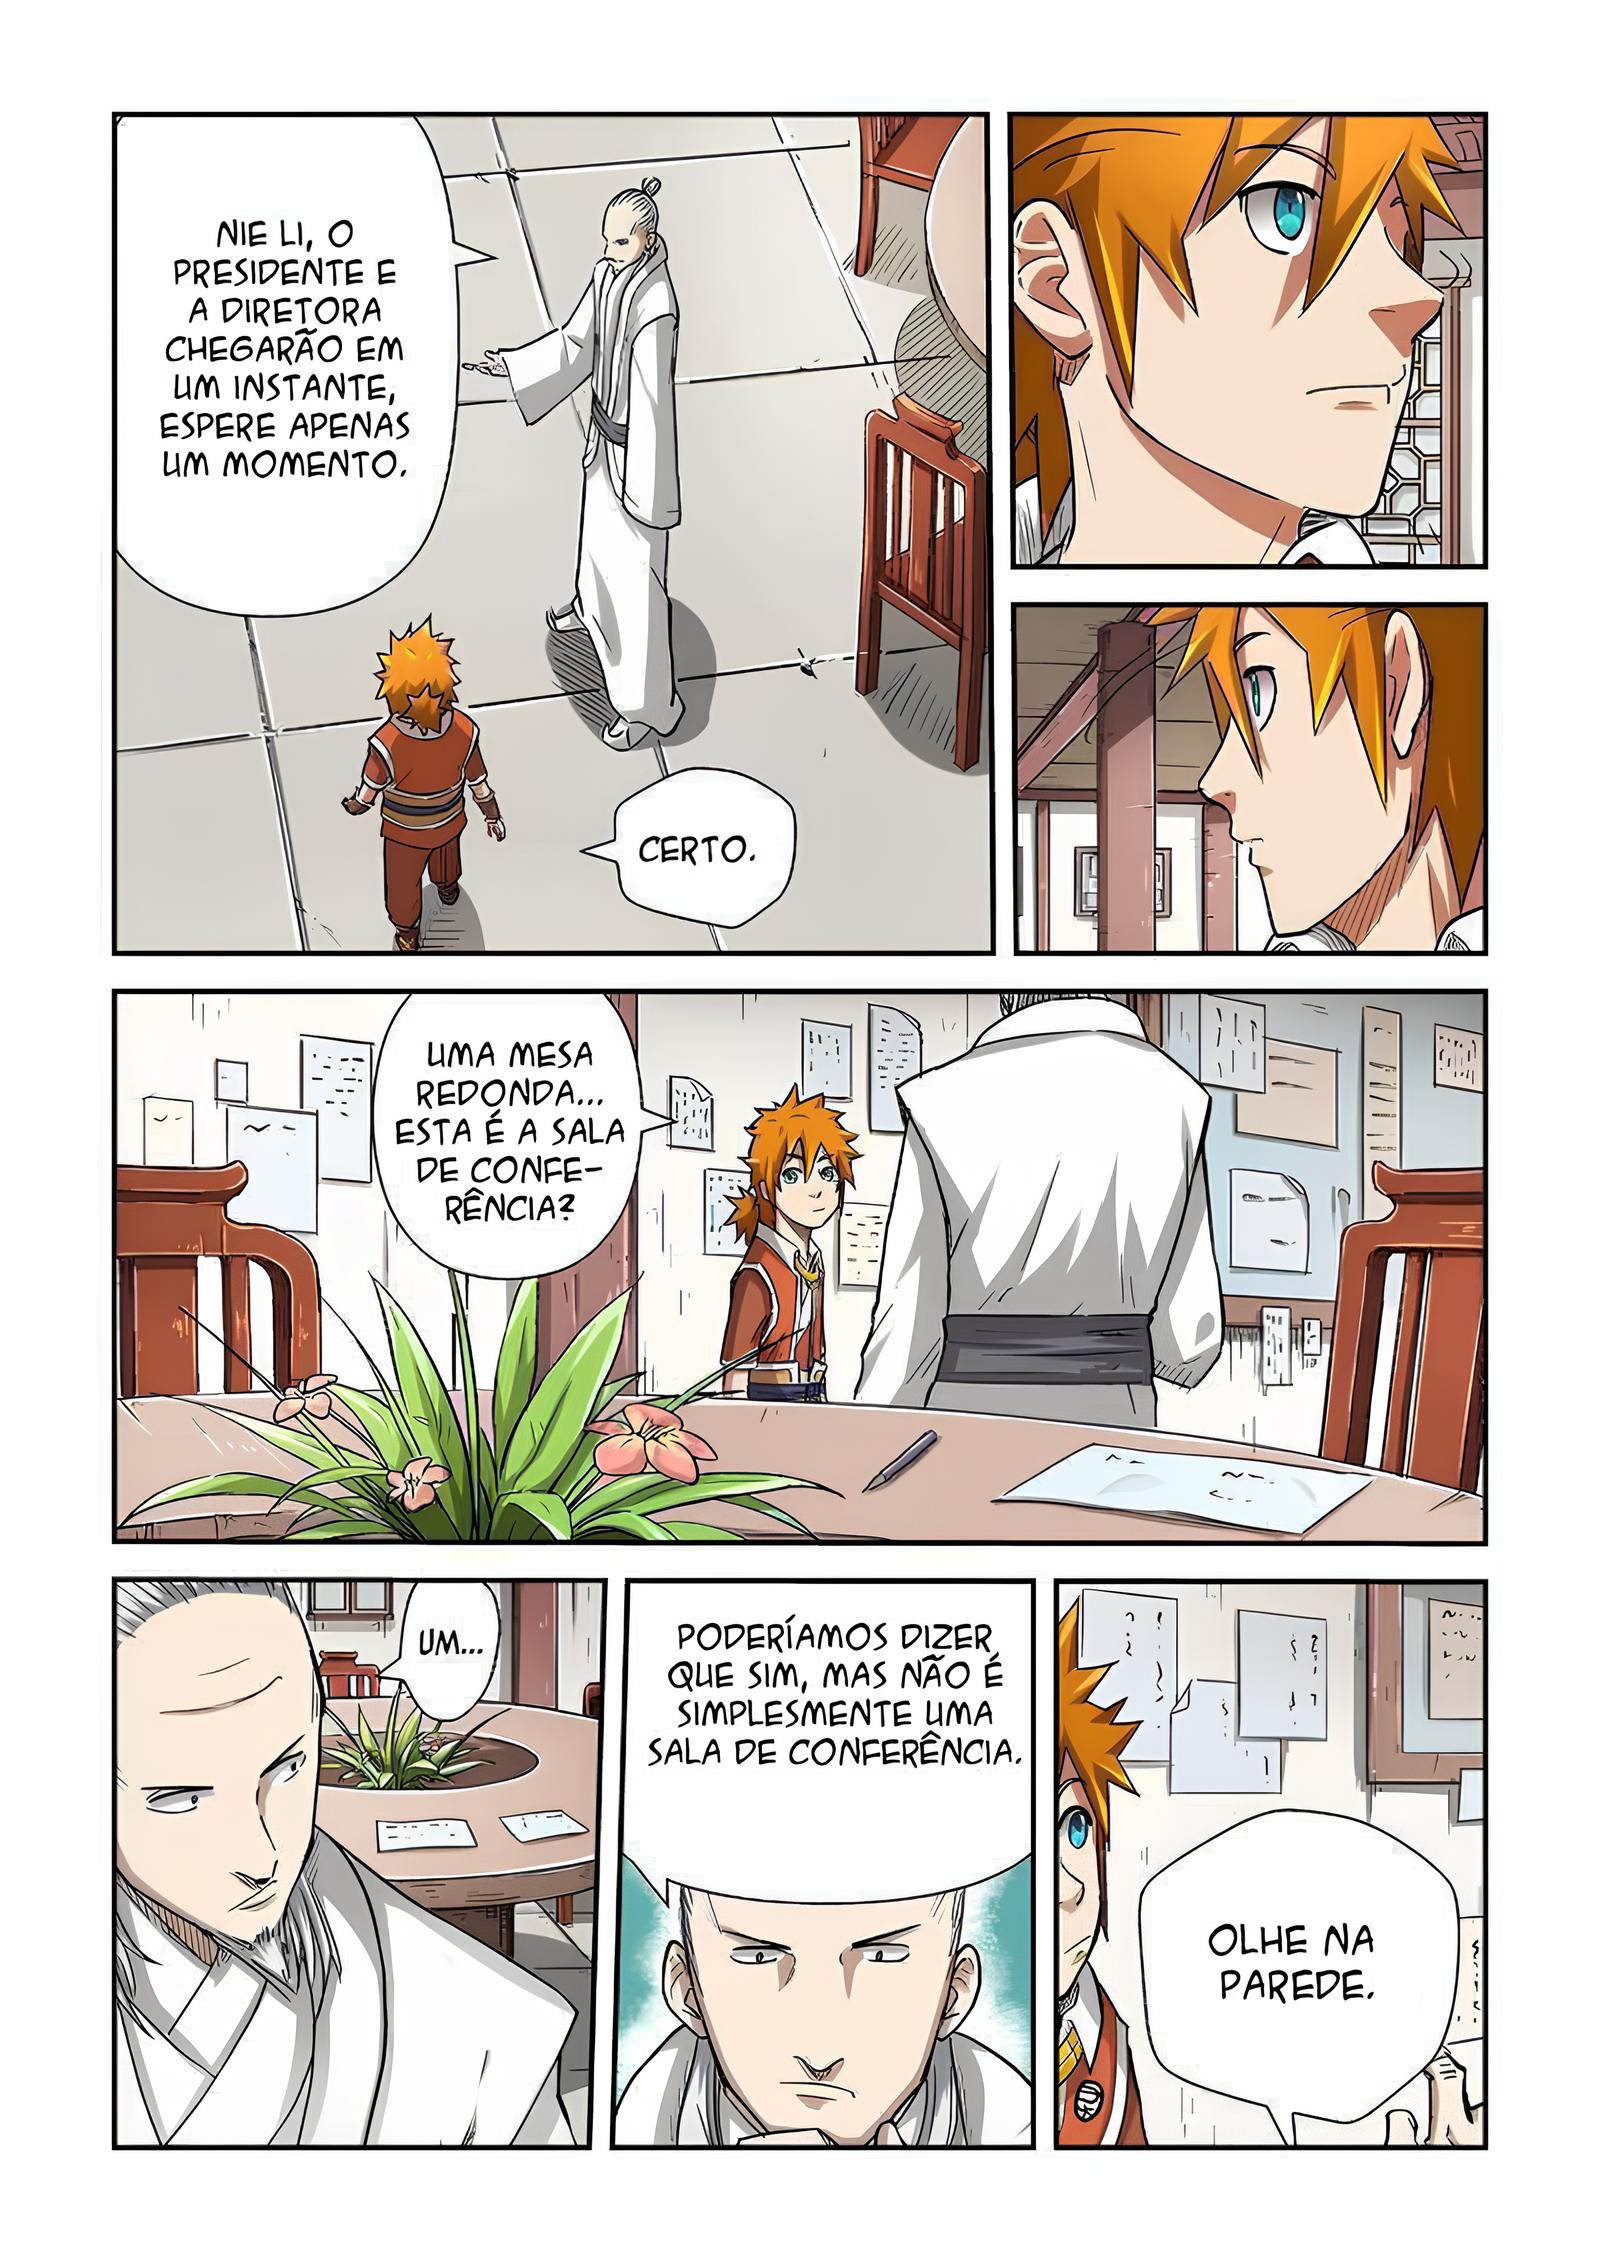 NIE LI, O
PRESIDENTE E
A DIRETORA
CHEGARÃO EM
UM INSTANTE,
ESPERE APENAS
UM MOMENTO.
CERTO.
UMA MESA
REDONDA...
ESTA É A SALA
DE CONFE-
RÊNCIA?
UM...
PODERÍAMOS DIZER
QUE SIM, MAS NÃO É
SIMPLESMENTE UMA
SALA DE CONFERÊNCIA.
OLHE NA
PAREDE.